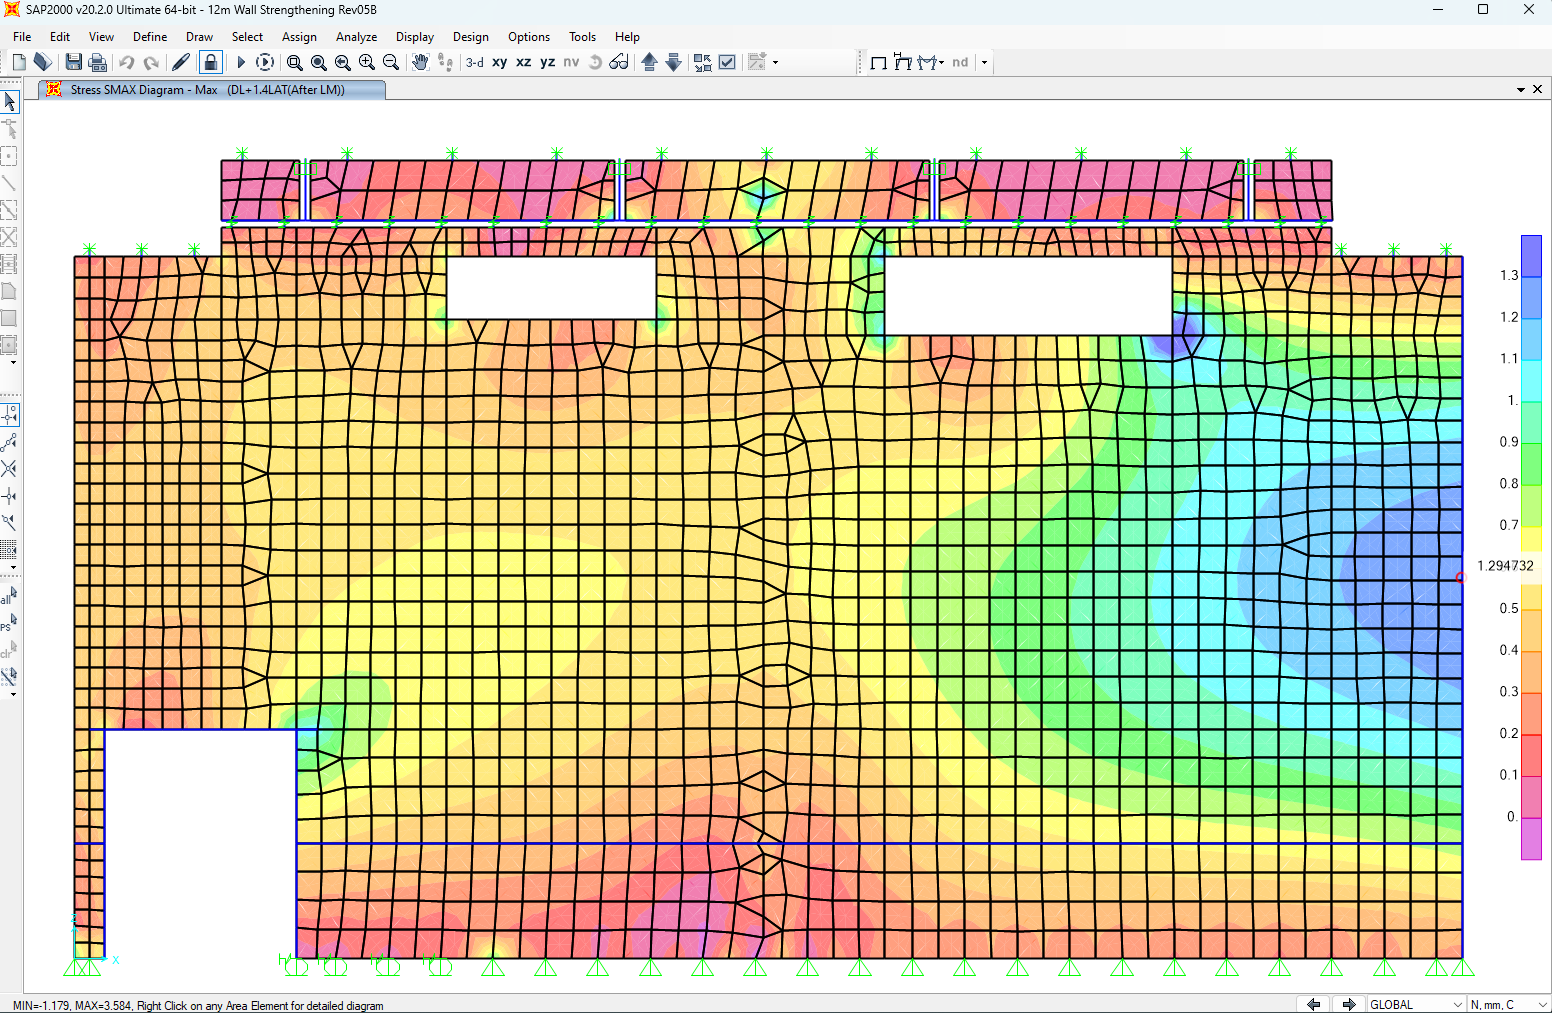 SAP2000 v20.2.0 Ultimate 64-bit - 12m Wall Strengthening Rev05B
File Edit View Define Draw Select Assign Analyze Display Design Options Tools Help
3-d xy xz yz nv nd
Stress SMAX Diagram - Max (DL+1.4LAT(After LM))
1.3
1.2
1.1
1.
0.9
0.8
0.7
1.294732
0.5
0.4
0.3
0.2
0.1
0.
all
PS
clr
Z
X
MIN=-1.179, MAX=3.584, Right Click on any Area Element for detailed diagram
GLOBAL
N, mm, C